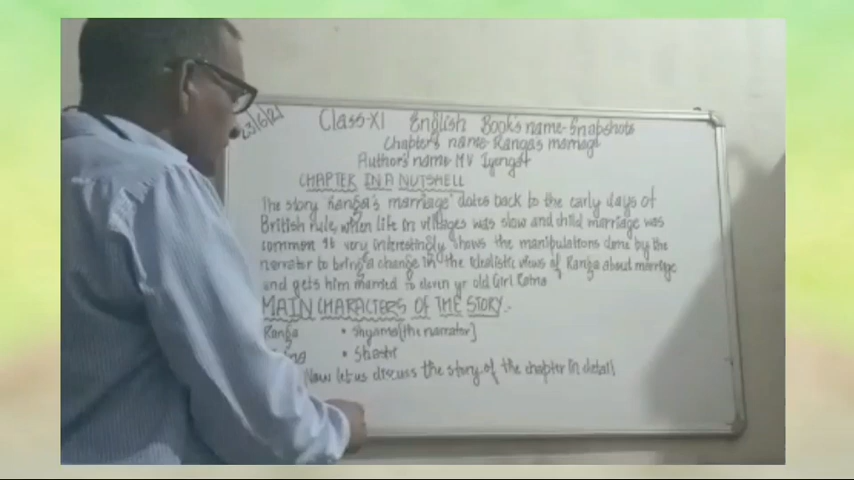 23/6/21
Class-XI English Book's name-Snapshots
Chapter's name-Ranga's marriage
Author's name-M V Iyengar
CHAPTER IN A NUTSHELL
The story 'Ranga's marriage' dates back to the early days of
British rule, when life in villages was slow and child marriage was
common It very interestingly shows the manipulations done by the
narrator to bring a change in the idealistic views of Ranga about marriage
and gets him married to eleven yr old Girl Ratna
MAIN CHARACTERS OF THE STORY:-
Ranga • Shyama[the narrator]
• Shastri
Now let us discuss the story of the chapter in detail